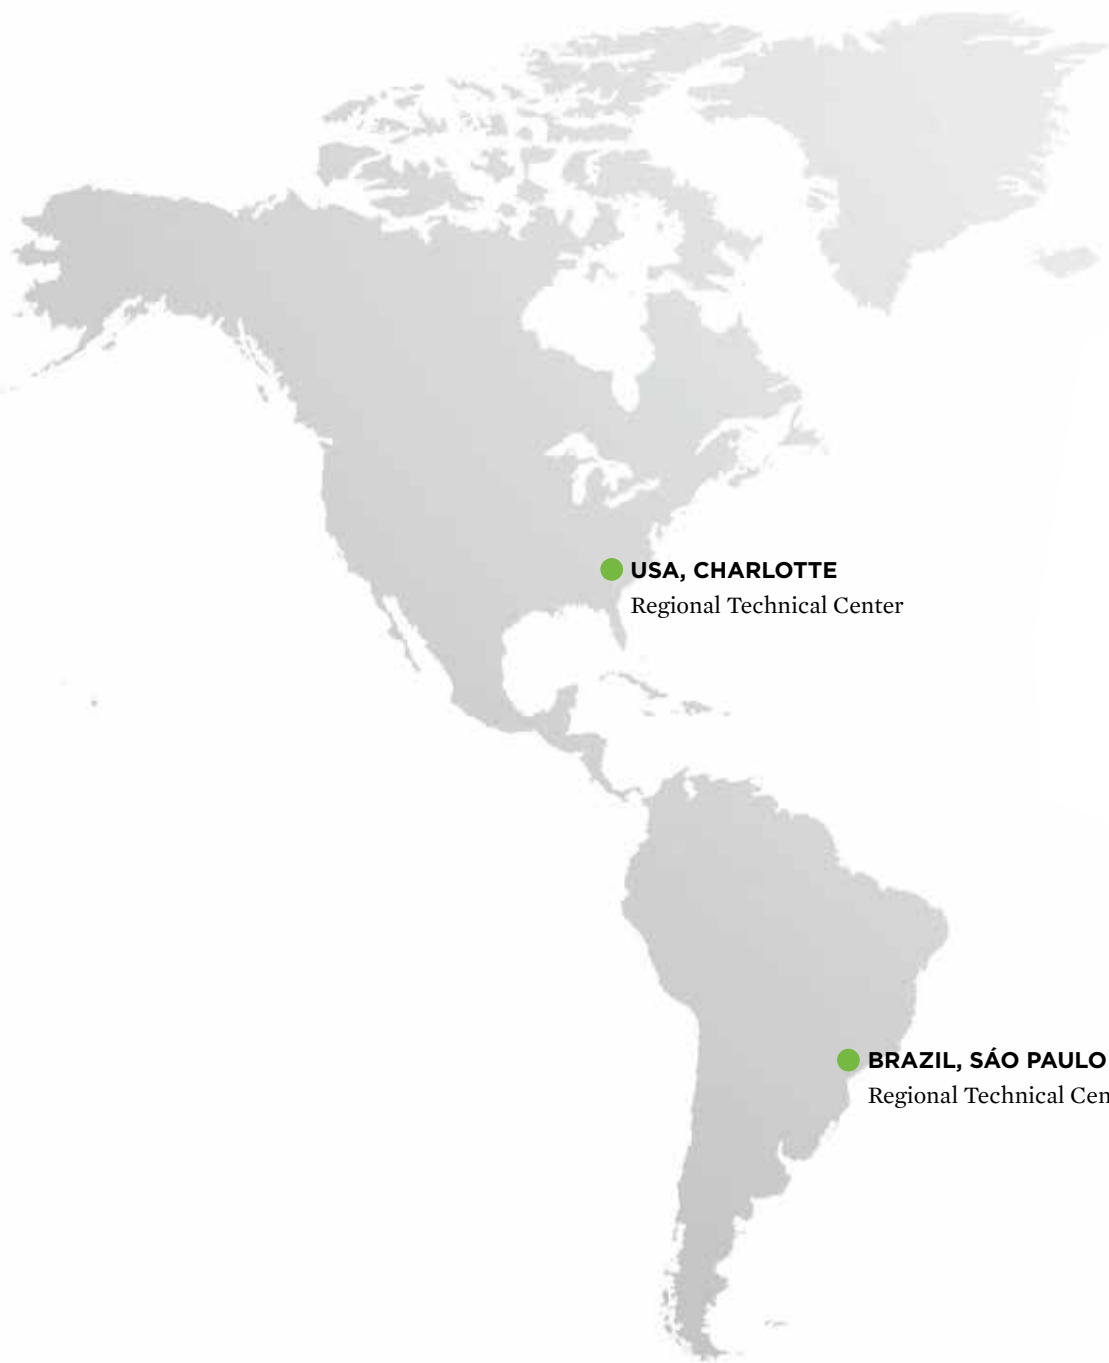 USA, CHARLOTTE
Regional Technical Center
BRAZIL, SÁO PAULO
Regional Technical Cen